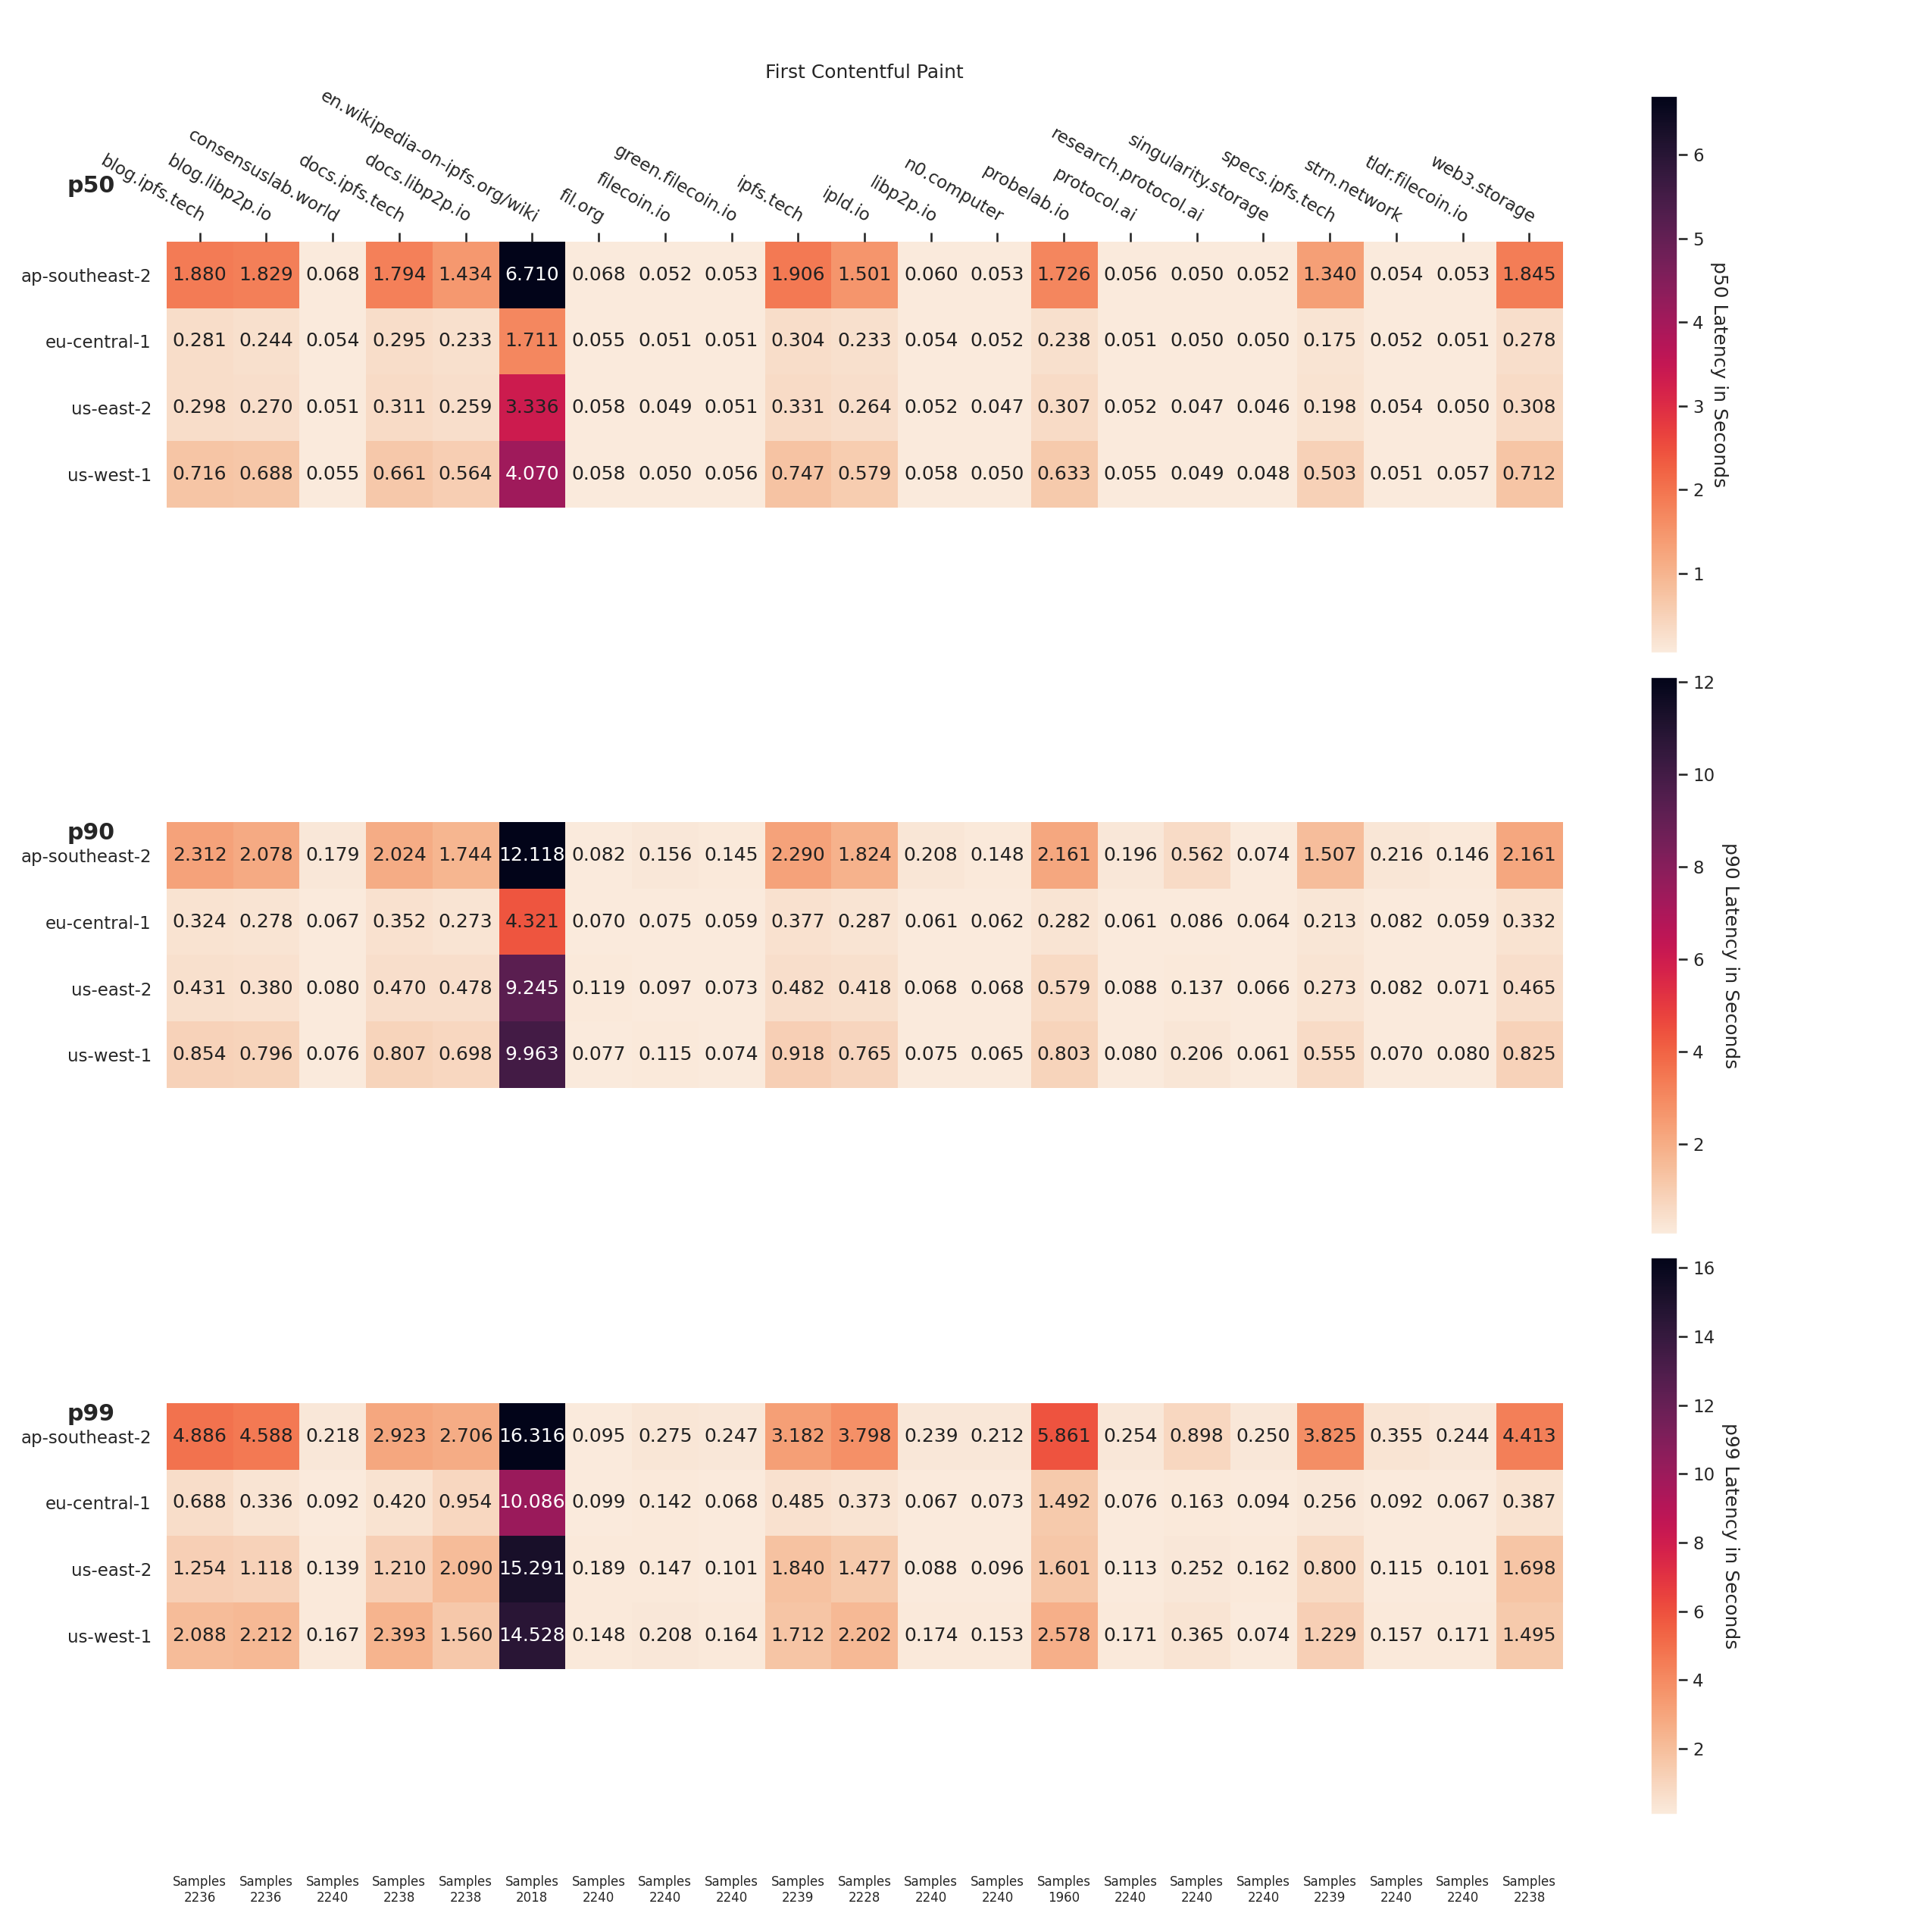 First Contentful Paint
p50
blog.ipfs.tech
blog.libp2p.io
consensuslab.world
docs.ipfs.tech
docs.libp2p.io
en.wikipedia-on-ipfs.org/wiki
fil.org
filecoin.io
green.filecoin.io
ipfs.tech
ipld.io
libp2p.io
n0.computer
probelab.io
protocol.ai
research.protocol.ai
singularity.storage
specs.ipfs.tech
strn.network
tldr.filecoin.io
web3.storage
ap-southeast-2 1.880 1.829 0.068 1.794 1.434 6.710 0.068 0.052 0.053 1.906 1.501 0.060 0.053 1.726 0.056 0.050 0.052 1.340 0.054 0.053 1.845
eu-central-1 0.281 0.244 0.054 0.295 0.233 1.711 0.055 0.051 0.051 0.304 0.233 0.054 0.052 0.238 0.051 0.050 0.050 0.175 0.052 0.051 0.278
us-east-2 0.298 0.270 0.051 0.311 0.259 3.336 0.058 0.049 0.051 0.331 0.264 0.052 0.047 0.307 0.052 0.047 0.046 0.198 0.054 0.050 0.308
us-west-1 0.716 0.688 0.055 0.661 0.564 4.070 0.058 0.050 0.056 0.747 0.579 0.058 0.050 0.633 0.055 0.049 0.048 0.503 0.051 0.057 0.712
6
5
4
3
2
1
p50 Latency in Seconds
p90
ap-southeast-2 2.312 2.078 0.179 2.024 1.744 12.118 0.082 0.156 0.145 2.290 1.824 0.208 0.148 2.161 0.196 0.562 0.074 1.507 0.216 0.146 2.161
eu-central-1 0.324 0.278 0.067 0.352 0.273 4.321 0.070 0.075 0.059 0.377 0.287 0.061 0.062 0.282 0.061 0.086 0.064 0.213 0.082 0.059 0.332
us-east-2 0.431 0.380 0.080 0.470 0.478 9.245 0.119 0.097 0.073 0.482 0.418 0.068 0.068 0.579 0.088 0.137 0.066 0.273 0.082 0.071 0.465
us-west-1 0.854 0.796 0.076 0.807 0.698 9.963 0.077 0.115 0.074 0.918 0.765 0.075 0.065 0.803 0.080 0.206 0.061 0.555 0.070 0.080 0.825
12
10
8
6
4
2
p90 Latency in Seconds
p99
ap-southeast-2 4.886 4.588 0.218 2.923 2.706 16.316 0.095 0.275 0.247 3.182 3.798 0.239 0.212 5.861 0.254 0.898 0.250 3.825 0.355 0.244 4.413
eu-central-1 0.688 0.336 0.092 0.420 0.954 10.086 0.099 0.142 0.068 0.485 0.373 0.067 0.073 1.492 0.076 0.163 0.094 0.256 0.092 0.067 0.387
us-east-2 1.254 1.118 0.139 1.210 2.090 15.291 0.189 0.147 0.101 1.840 1.477 0.088 0.096 1.601 0.113 0.252 0.162 0.800 0.115 0.101 1.698
us-west-1 2.088 2.212 0.167 2.393 1.560 14.528 0.148 0.208 0.164 1.712 2.202 0.174 0.153 2.578 0.171 0.365 0.074 1.229 0.157 0.171 1.495
16
14
12
10
8
6
4
2
p99 Latency in Seconds
Samples Samples Samples Samples Samples Samples Samples Samples Samples Samples Samples Samples Samples Samples Samples Samples Samples Samples Samples Samples Samples
2236 2236 2240 2238 2238 2018 2240 2240 2240 2239 2228 2240 2240 1960 2240 2240 2240 2239 2240 2240 2238